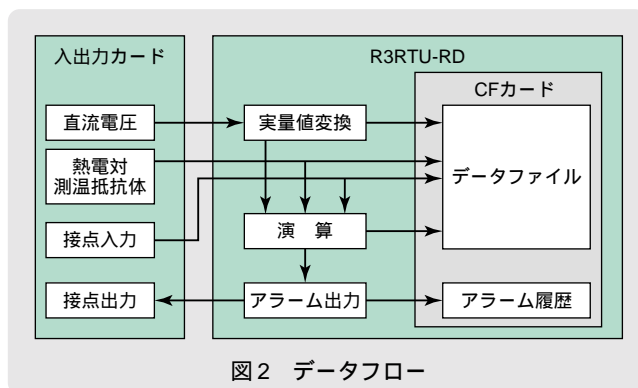 入出力カード
R3RTU-RD
CFカード
直流電圧
実量値変換
データファイル
熱電対
測温抵抗体
接点入力
演　算
接点出力
アラーム出力
アラーム履歴
図2　データフロー